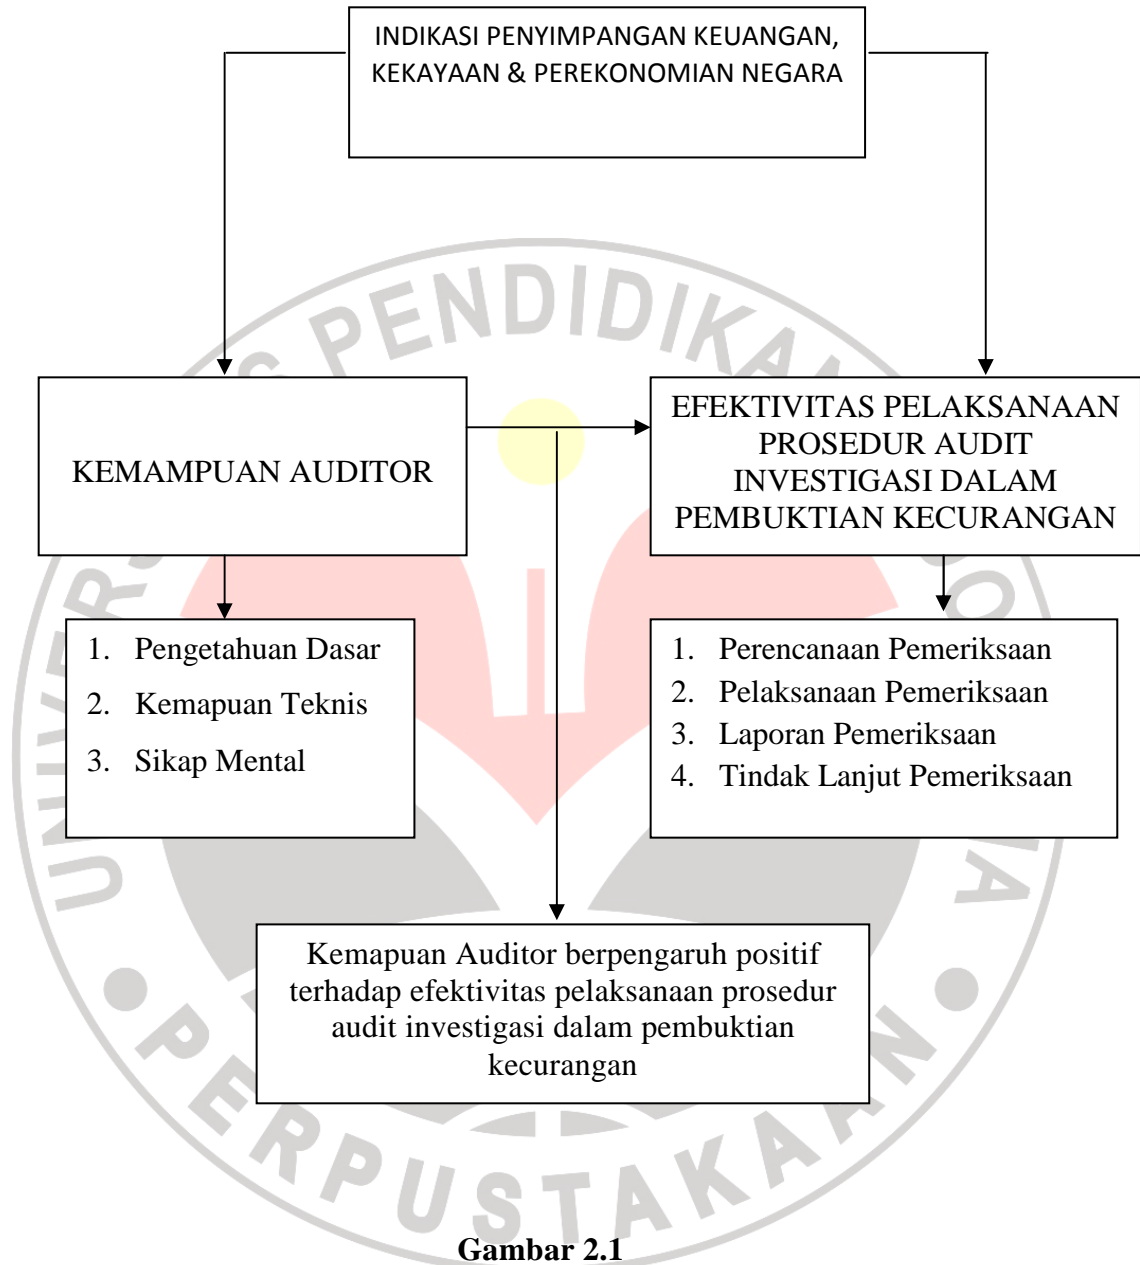 INDIKASI PENYIMPANGAN KEUANGAN,
KEKAYAAN & PEREKONOMIAN NEGARA
KEMAMPUAN AUDITOR
EFEKTIVITAS PELAKSANAAN
PROSEDUR AUDIT
INVESTIGASI DALAM
PEMBUKTIAN KECURANGAN
1. Pengetahuan Dasar
2. Kemapuan Teknis
3. Sikap Mental
1. Perencanaan Pemeriksaan
2. Pelaksanaan Pemeriksaan
3. Laporan Pemeriksaan
4. Tindak Lanjut Pemeriksaan
Kemapuan Auditor berpengaruh positif
terhadap efektivitas pelaksanaan prosedur
audit investigasi dalam pembuktian
kecurangan
PERPUSTAKAAN
Gambar 2.1